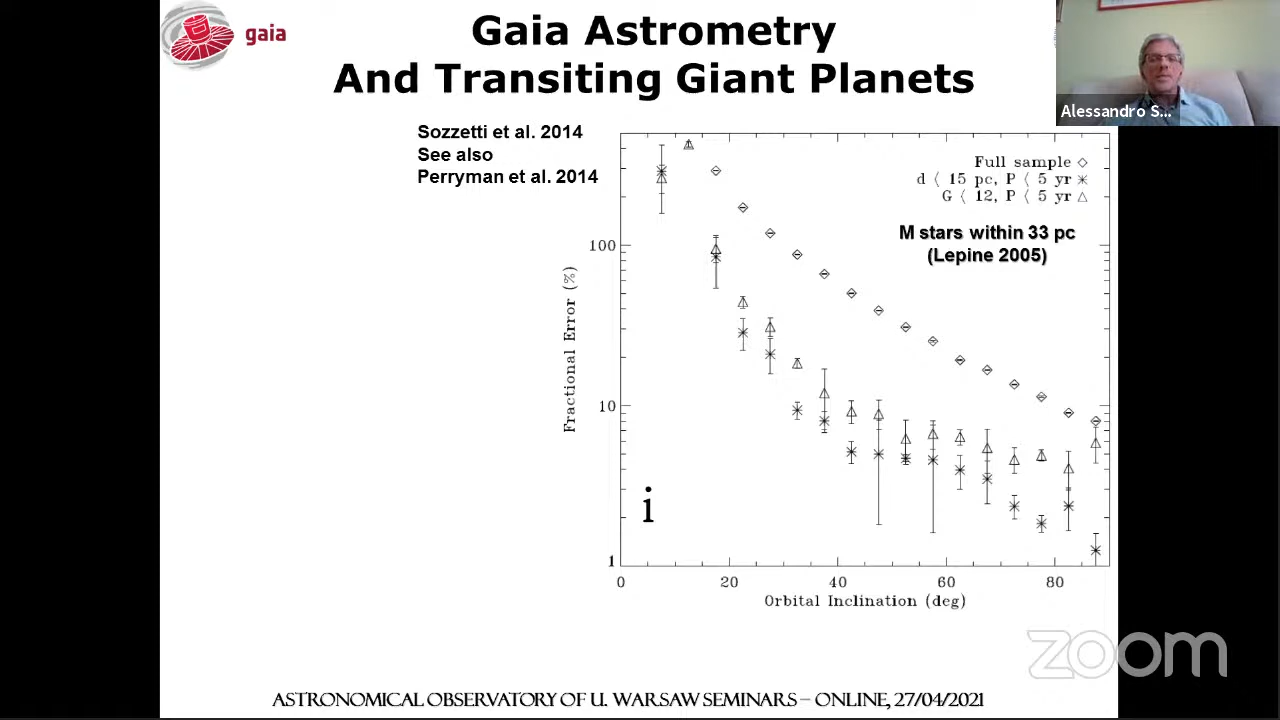 gaia
Gaia Astrometry
And Transiting Giant Planets
Alessandro S...
Sozzetti et al. 2014
See also
Perryman et al. 2014
Full sample
d < 15 pc, P < 5 yr
G < 12, P < 5 yr
M stars within 33 pc
(Lepine 2005)
100
10
1
Fractional Error (%)
i
0 20 40 60 80
Orbital Inclination (deg)
zoom
ASTRONOMICAL OBSERVATORY OF U. WARSAW SEMINARS – ONLINE, 27/04/2021